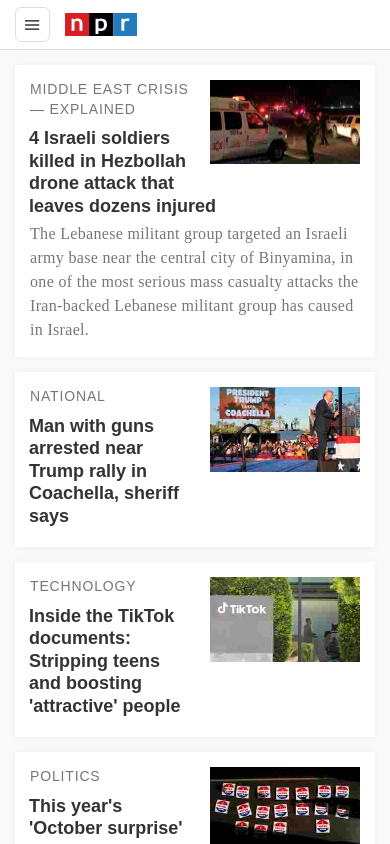 npr
MIDDLE EAST CRISIS
— EXPLAINED
4 Israeli soldiers
killed in Hezbollah
drone attack that
leaves dozens injured
The Lebanese militant group targeted an Israeli
army base near the central city of Binyamina, in
one of the most serious mass casualty attacks the
Iran-backed Lebanese militant group has caused
in Israel.
NATIONAL
Man with guns
arrested near
Trump rally in
Coachella, sheriff
says
PRESIDENT
TRUMP
COACHELLA
TECHNOLOGY
Inside the TikTok
documents:
Stripping teens
and boosting
'attractive' people
TikTok
POLITICS
This year's
'October surprise'